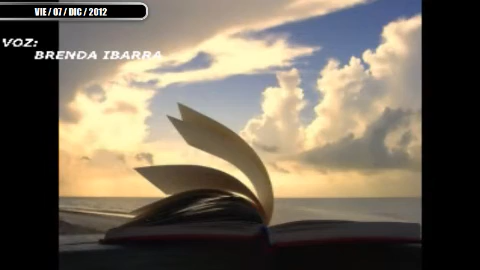 VIE / 07 / DIC / 2012
VOZ:
BRENDA IBARRA